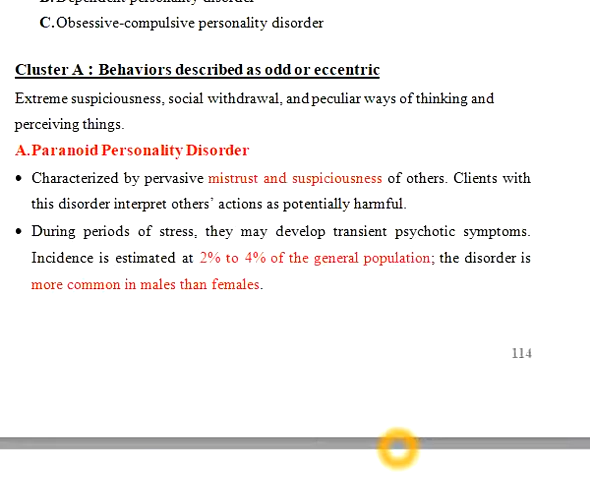 C.Obsessive-compulsive personality disorder
Cluster A : Behaviors described as odd or eccentric
Extreme suspiciousness, social withdrawal, and peculiar ways of thinking and
perceiving things.
A.Paranoid Personality Disorder
• Characterized by pervasive mistrust and suspiciousness of others. Clients with
this disorder interpret others’ actions as potentially harmful.
• During periods of stress, they may develop transient psychotic symptoms.
Incidence is estimated at 2% to 4% of the general population; the disorder is
more common in males than females.
114